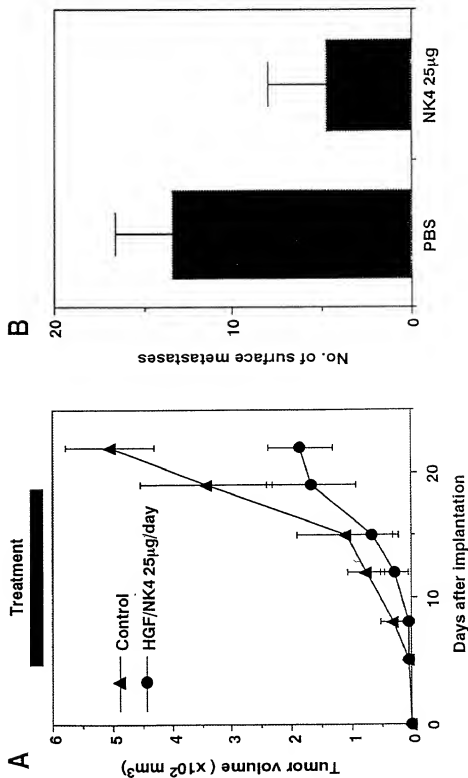 A
Treatment
Control
HGF/NK4 25μg/day
Tumor volume ( x10² mm³)
6
5
4
3
2
1
0
0
10
20
Days after implantation
B
No. of surface metastases
20
10
0
PBS
NK4 25μg